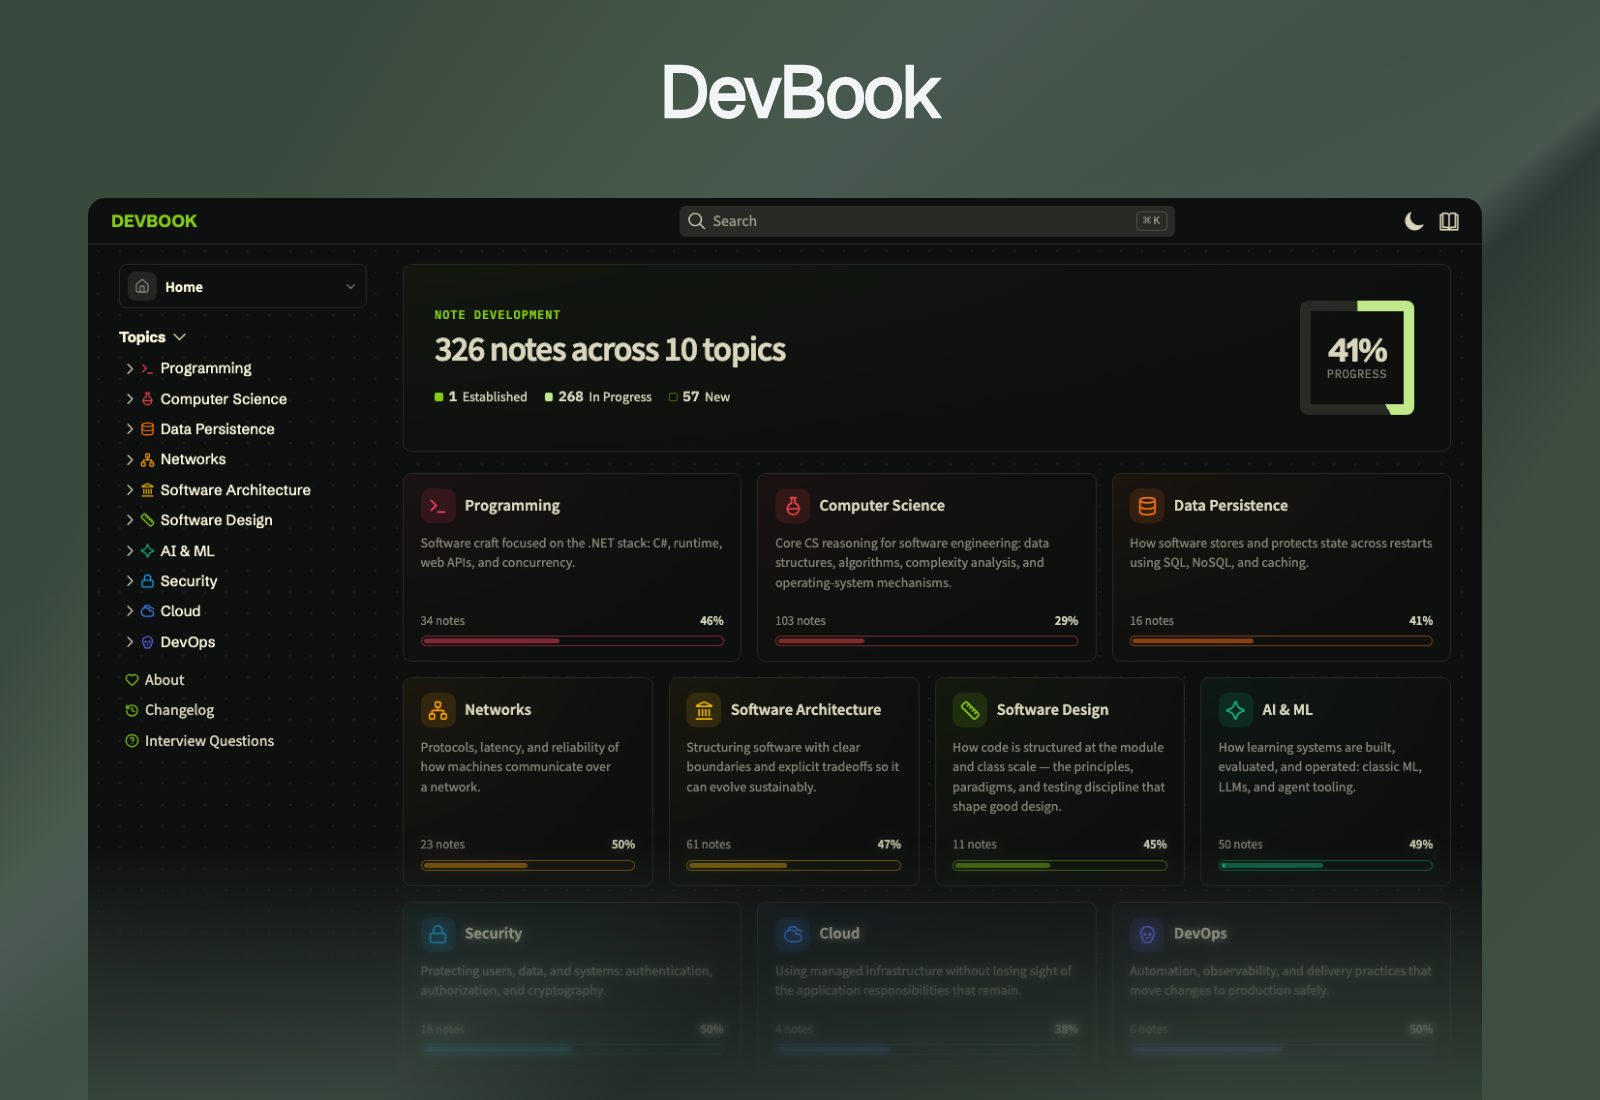 DevBook
DEVBOOK
Search
⌘ K
Home
Topics
Programming
Computer Science
Data Persistence
Networks
Software Architecture
Software Design
AI & ML
Security
Cloud
DevOps
About
Changelog
Interview Questions
NOTE DEVELOPMENT
326 notes across 10 topics
1 Established 268 In Progress 57 New
41%
PROGRESS
Programming
Software craft focused on the .NET stack: C#, runtime,
web APIs, and concurrency.
34 notes 46%
Computer Science
Core CS reasoning for software engineering: data
structures, algorithms, complexity analysis, and
operating-system mechanisms.
103 notes 29%
Data Persistence
How software stores and protects state across restarts
using SQL, NoSQL, and caching.
16 notes 41%
Networks
Protocols, latency, and reliability of
how machines communicate over
a network.
23 notes 50%
Software Architecture
Structuring software with clear
boundaries and explicit tradeoffs so it
can evolve sustainably.
61 notes 47%
Software Design
How code is structured at the module
and class scale — the principles,
paradigms, and testing discipline that
shape good design.
11 notes 45%
AI & ML
How learning systems are built,
evaluated, and operated: classic ML,
LLMs, and agent tooling.
50 notes 49%
Security
Protecting users, data, and systems: authentication,
authorization, and cryptography.
18 notes 50%
Cloud
Using managed infrastructure without losing sight of
the application responsibilities that remain.
4 notes 38%
DevOps
Automation, observability, and delivery practices that
move changes to production safely.
6 notes 50%